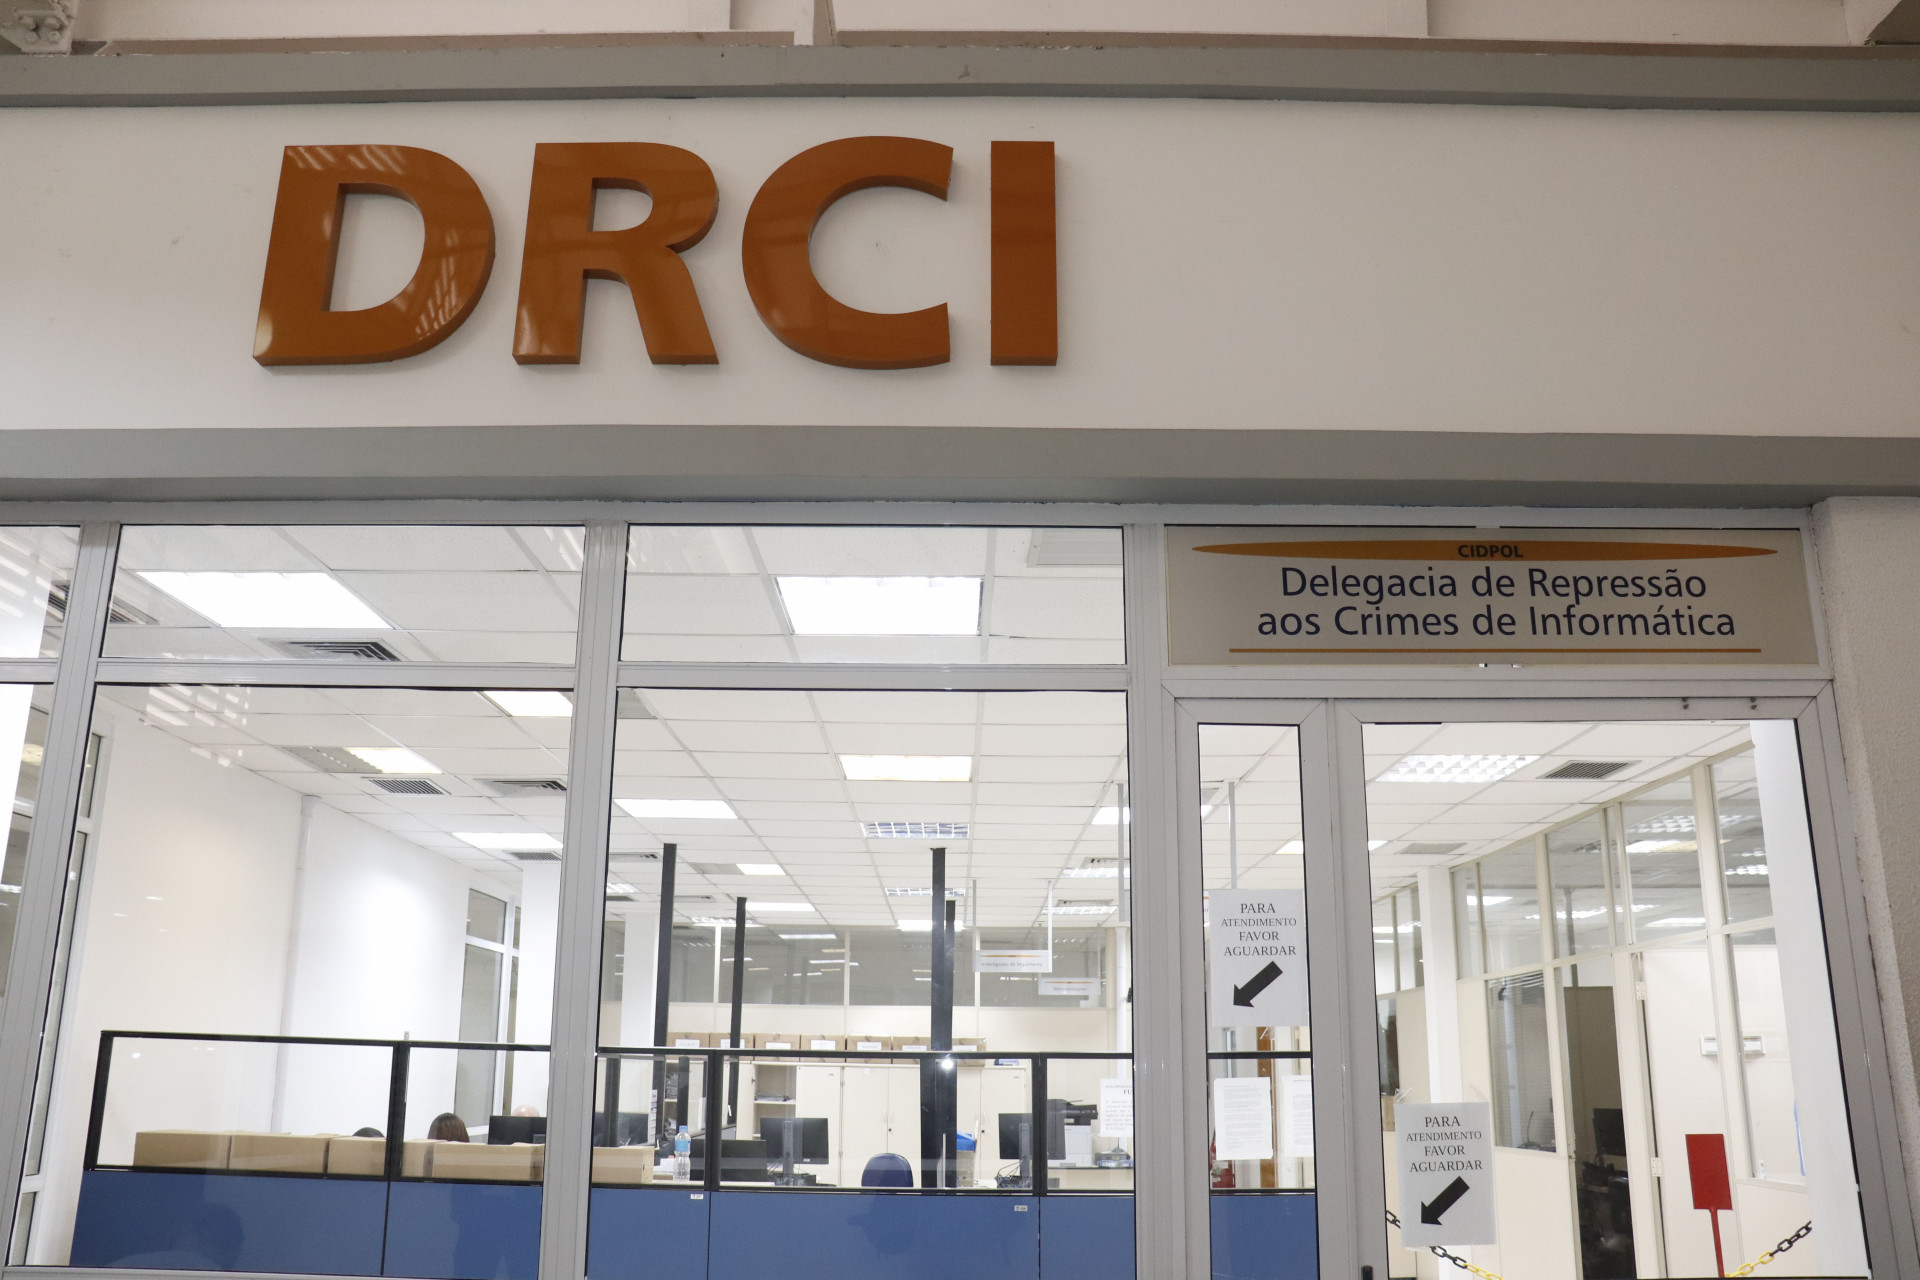 DRCI
CIDPOL
Delegacia de Repressão
aos Crimes de Informática
PARA
ATENDIMENTO
FAVOR
AGUARDAR
PARA
ATENDIMENTO
FAVOR
AGUARDAR